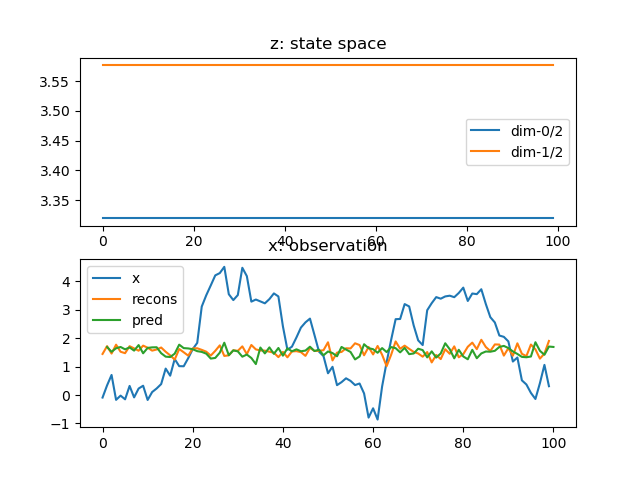 z: state space
3.55
3.50
3.45
3.40
3.35
dim-0/2
dim-1/2
0 20 40 60 80 100
x: observation
4
3
2
1
0
−1
x
recons
pred
0 20 40 60 80 100